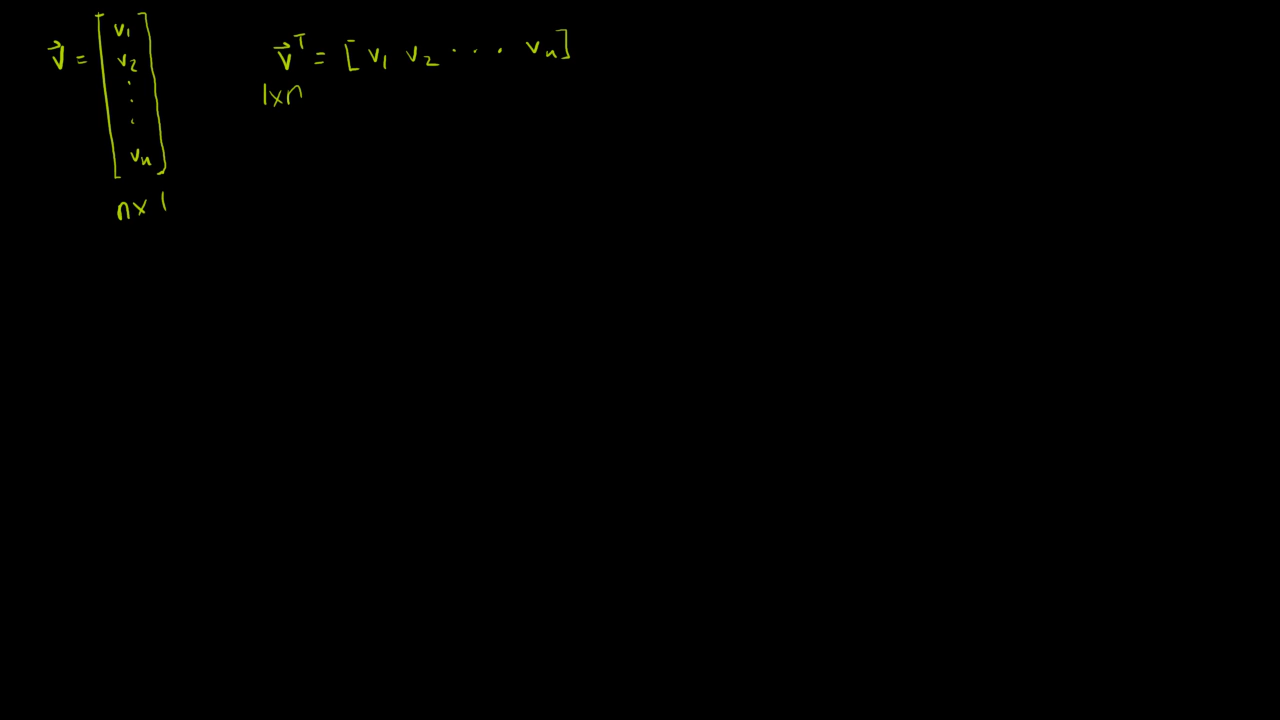 v⃗ = [ v₁ v₂ ⋮ vₙ ]
n×1
v⃗ᵀ = [ v₁ v₂ · · · · vₙ ]
1×n